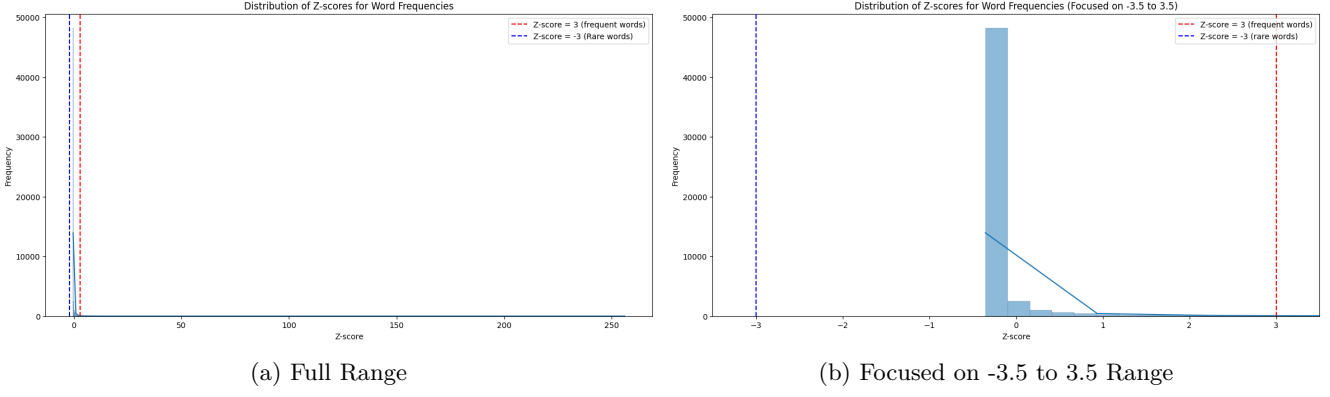 Distribution of Z-scores for Word Frequencies
Z-score = 3 (frequent words)
Z-score = -3 (Rare words)
Frequency
50000
40000
30000
20000
10000
0
0 50 100 150 200 250
Z-score
(a) Full Range
Distribution of Z-scores for Word Frequencies (Focused on -3.5 to 3.5)
Z-score = 3 (frequent words)
Z-score = -3 (rare words)
Frequency
50000
40000
30000
20000
10000
0
−3 −2 −1 0 1 2 3
Z-score
(b) Focused on -3.5 to 3.5 Range